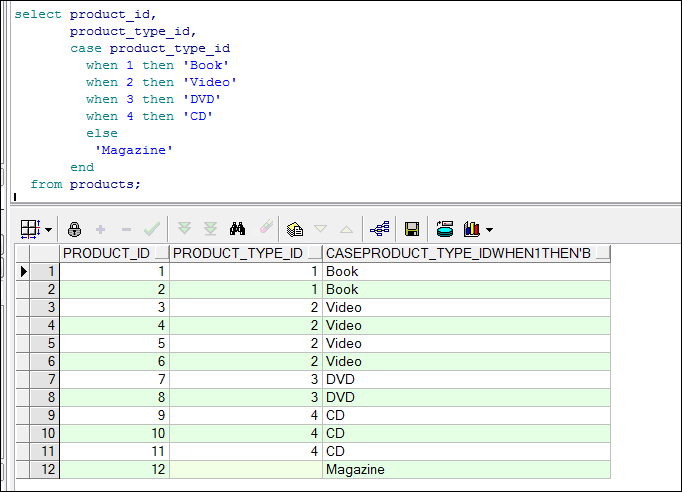 select product_id,
product_type_id,
case product_type_id
when 1 then 'Book'
when 2 then 'Video'
when 3 then 'DVD'
when 4 then 'CD'
else
'Magazine'
end
from products;
PRODUCT_ID PRODUCT_TYPE_ID CASEPRODUCT_TYPE_IDWHEN1THEN'B
1 1 1 Book
2 2 1 Book
3 3 2 Video
4 4 2 Video
5 5 2 Video
6 6 2 Video
7 7 3 DVD
8 8 3 DVD
9 9 4 CD
10 10 4 CD
11 11 4 CD
12 12 Magazine